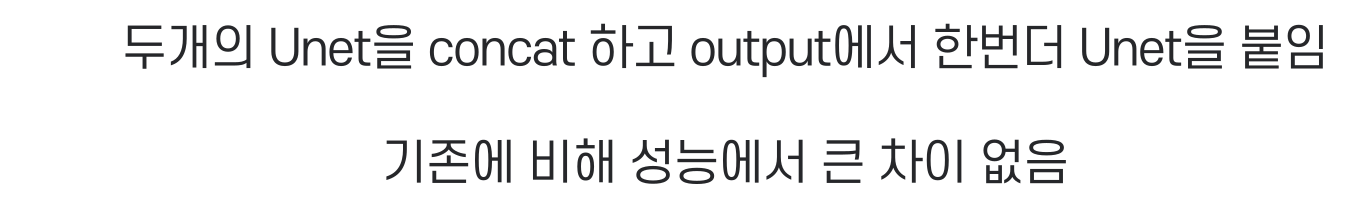 두개의 Unet을 concat 하고 output에서 한번더 Unet을 붙임
기존에 비해 성능에서 큰 차이 없음